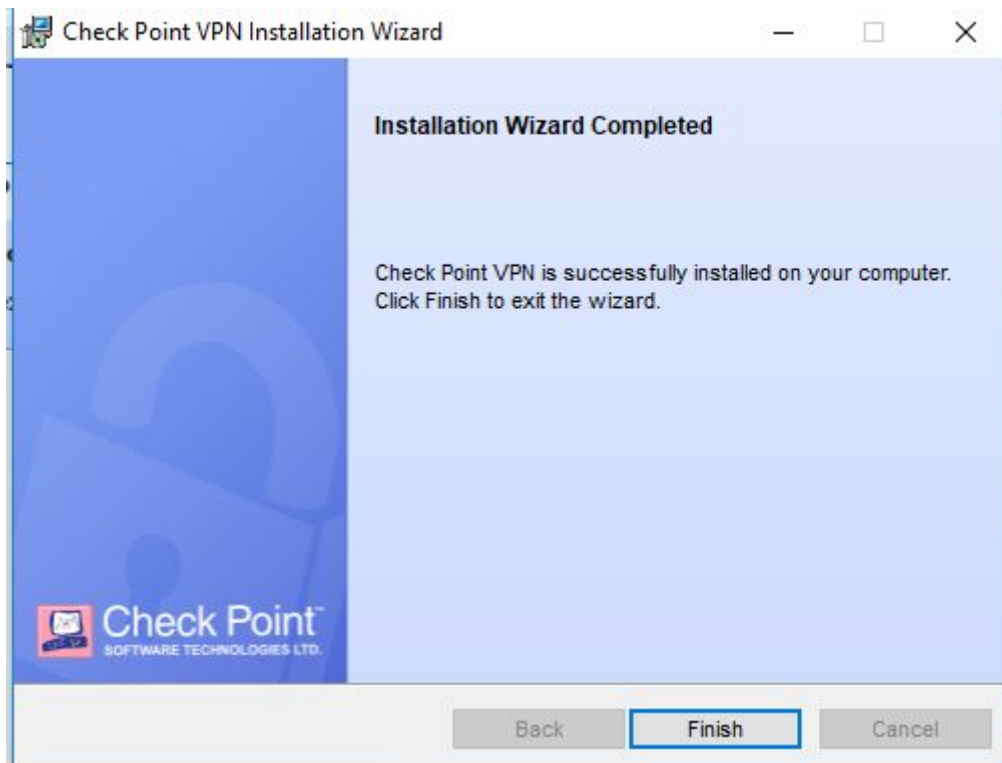 Check Point VPN Installation Wizard
Installation Wizard Completed
Check Point VPN is successfully installed on your computer.
Click Finish to exit the wizard.
Check Point™
SOFTWARE TECHNOLOGIES LTD.
Back
Finish
Cancel